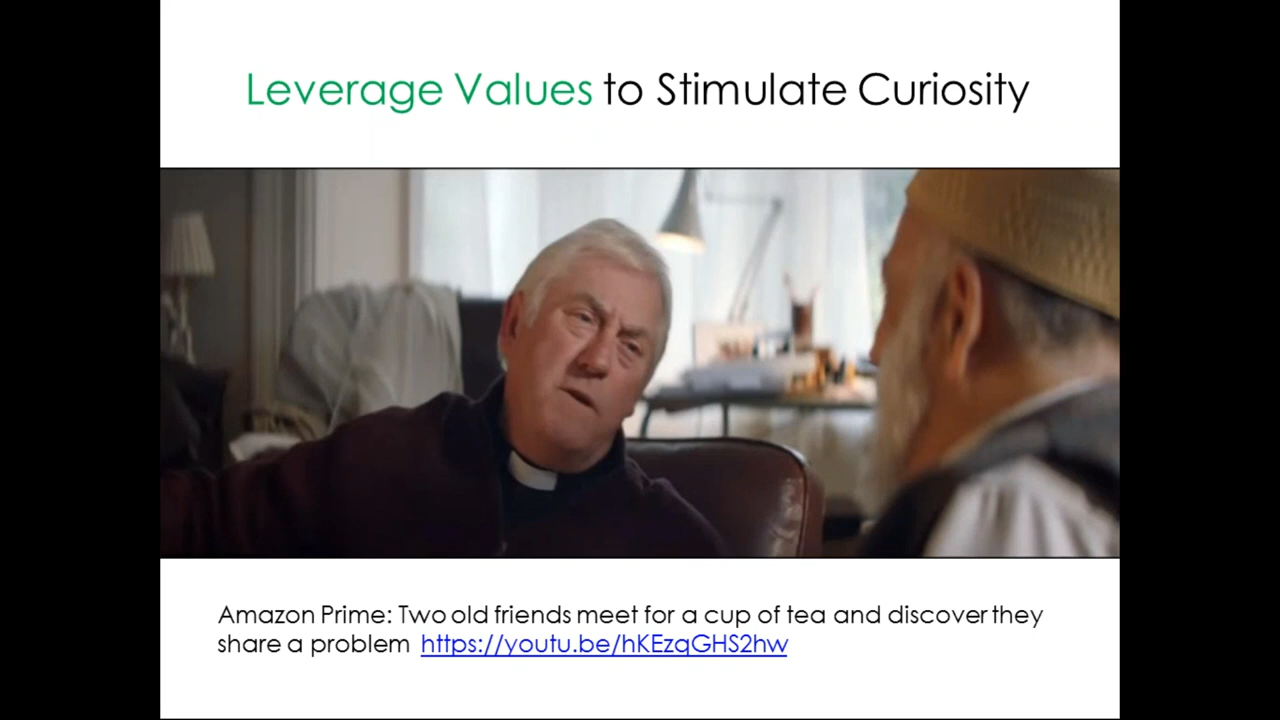 Leverage Values to Stimulate Curiosity
Amazon Prime: Two old friends meet for a cup of tea and discover they
share a problem https://youtu.be/hKEzqGHS2hw